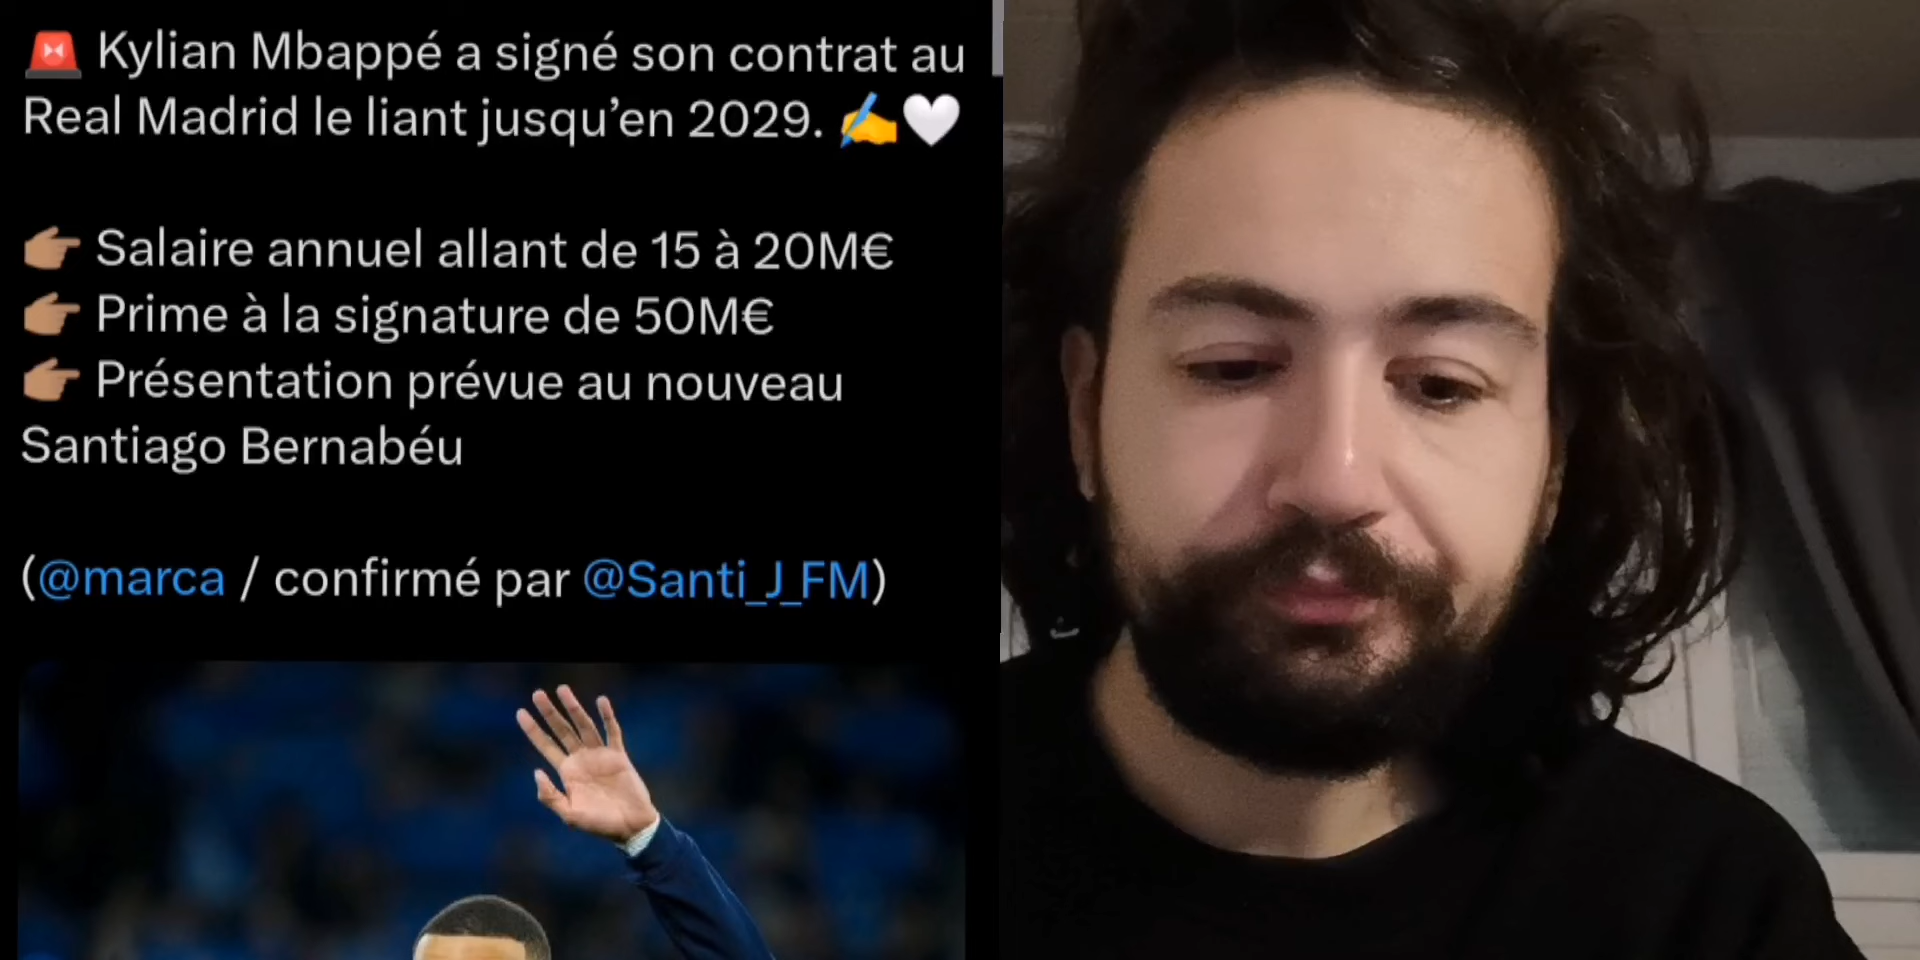 🚨 Kylian Mbappé a signé son contrat au
Real Madrid le liant jusqu’en 2029. ✍️🤍
👉🏽 Salaire annuel allant de 15 à 20M€
👉🏽 Prime à la signature de 50M€
👉🏽 Présentation prévue au nouveau
Santiago Bernabéu
(@marca / confirmé par @Santi_J_FM)